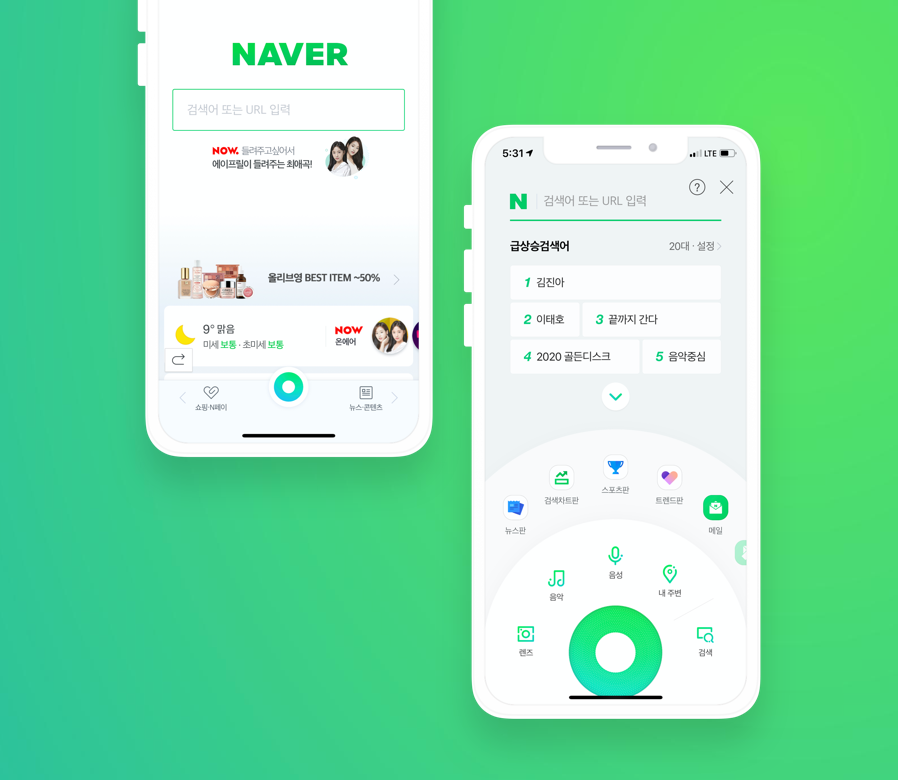 NAVER
검색어 또는 URL 입력
NOW. 들려주고싶어서
에이프릴이 들려주는 최애곡!
올리브영 BEST ITEM ~50%
9° 맑음
미세 보통 · 초미세 보통
NOW
온에어
쇼핑·N페이
뉴스·콘텐츠
5:31
LTE
?
N
검색어 또는 URL 입력
급상승검색어
20대 · 설정
1 김진아
2 이태호
3 끝까지 간다
4 2020 골든디스크
5 음악중심
뉴스판
검색차트판
스포츠판
트렌드판
메일
음악
음성
내 주변
렌즈
검색